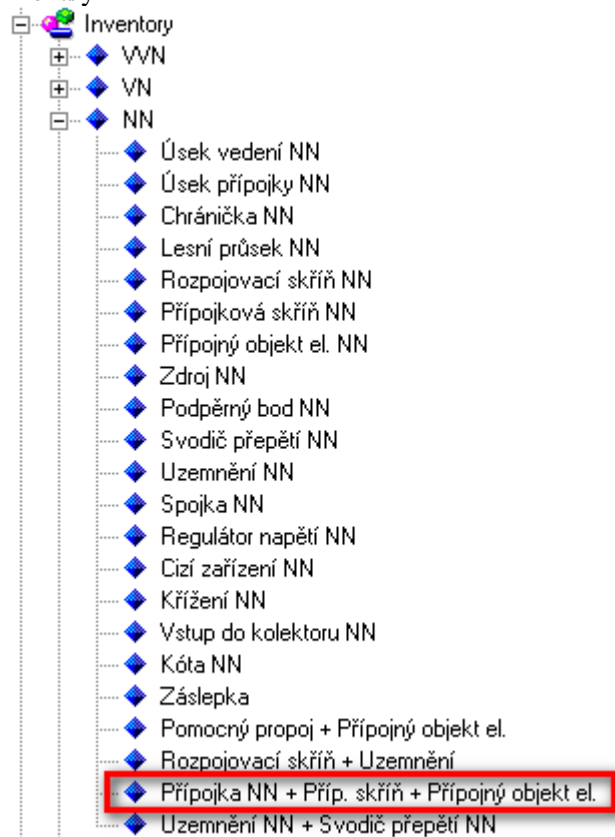 Inventory
VVN
VN
NN
Úsek vedení NN
Úsek přípojky NN
Chránička NN
Lesní průsek NN
Rozpojovací skříň NN
Přípojková skříň NN
Přípojný objekt el. NN
Zdroj NN
Podpěrný bod NN
Svodič přepětí NN
Uzemnění NN
Spojka NN
Regulátor napětí NN
Cizí zařízení NN
Křížení NN
Vstup do kolektoru NN
Kóta NN
Záslepka
Pomocný propoj + Přípojný objekt el.
Rozpojovací skříň + Uzemnění
Přípojka NN + Příp. skříň + Přípojný objekt el.
Uzemnění NN + Svodič přepětí NN